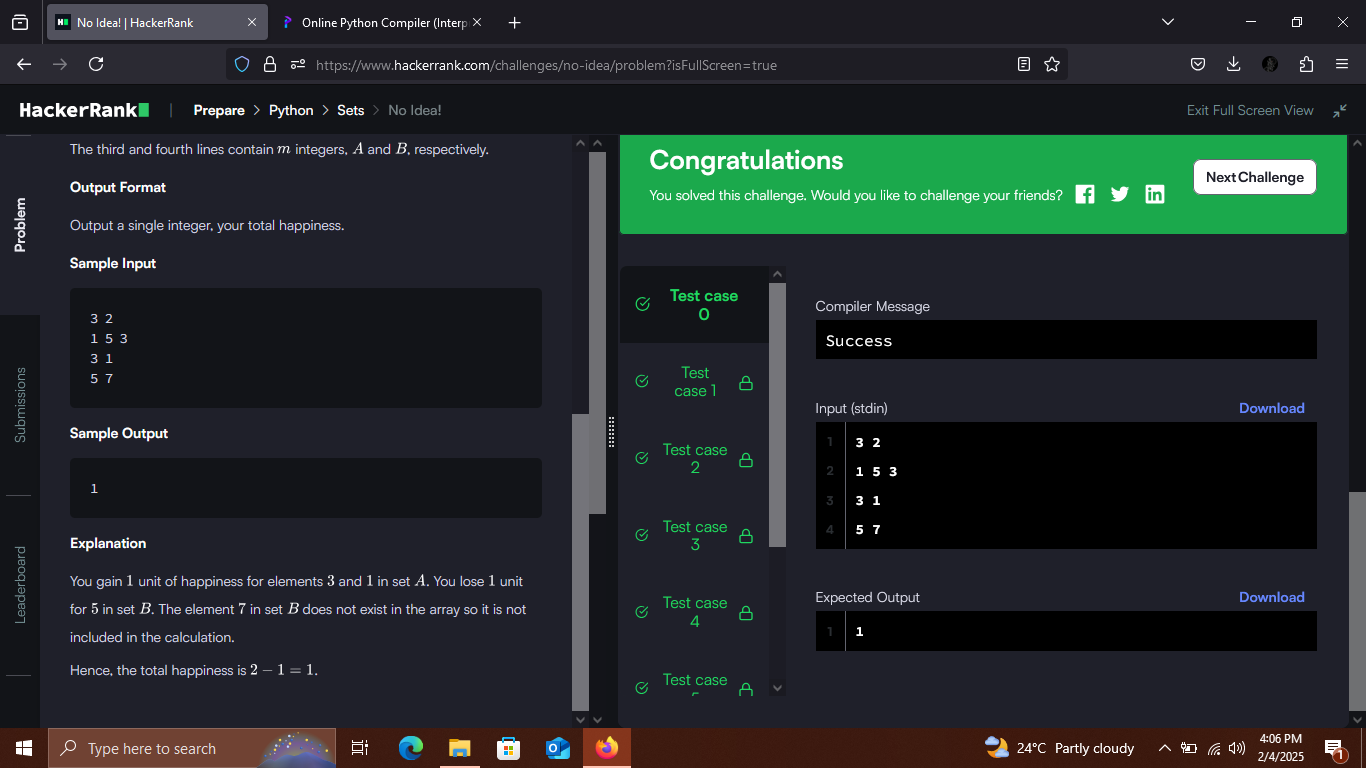 No Idea! | HackerRank
Online Python Compiler (Interp
https://www.hackerrank.com/challenges/no-idea/problem?isFullScreen=true
HackerRank
Prepare > Python > Sets > No Idea!
Exit Full Screen View
Problem
Submissions
Leaderboard
The third and fourth lines contain m integers, A and B, respectively.
Output Format
Output a single integer, your total happiness.
Sample Input
3 2
1 5 3
3 1
5 7
Sample Output
1
Explanation
You gain 1 unit of happiness for elements 3 and 1 in set A. You lose 1 unit
for 5 in set B. The element 7 in set B does not exist in the array so it is not
included in the calculation.
Hence, the total happiness is 2 − 1 = 1.
Congratulations
You solved this challenge. Would you like to challenge your friends?
Next Challenge
Test case
0
Test
case 1
Test case
2
Test case
3
Test case
4
Test case
5
Compiler Message
Success
Input (stdin)
Download
1 3 2
2 1 5 3
3 3 1
4 5 7
Expected Output
Download
1 1
Type here to search
24°C Partly cloudy
4:06 PM
2/4/2025
1